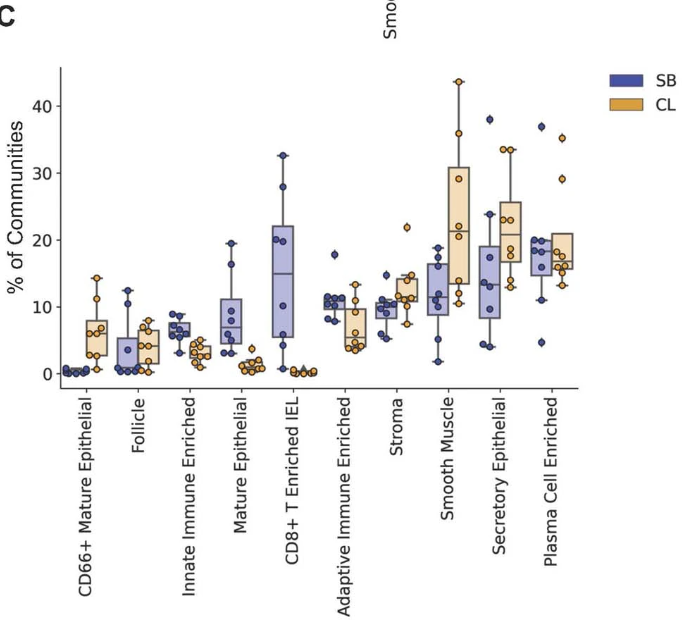 C
Smoo
SB
CL
% of Communities
40
30
20
10
0
CD66+ Mature Epithelial
Follicle
Innate Immune Enriched
Mature Epithelial
CD8+ T Enriched IEL
Adaptive Immune Enriched
Stroma
Smooth Muscle
Secretory Epithelial
Plasma Cell Enriched